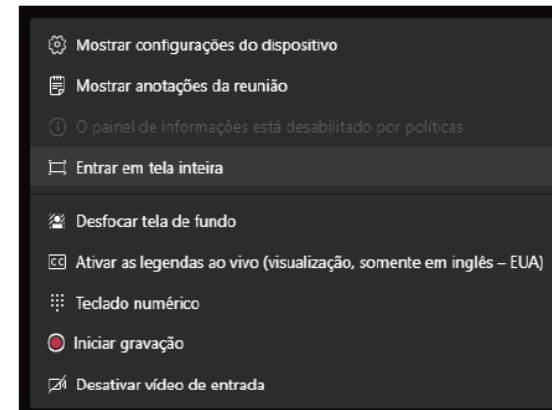 Mostrar configurações do dispositivo
Mostrar anotações da reunião
O painel de informações está desabilitado por políticas
Entrar em tela inteira
Desfocar tela de fundo
CC Ativar as legendas ao vivo (visualização, somente em inglês – EUA)
Teclado numérico
Iniciar gravação
Desativar vídeo de entrada